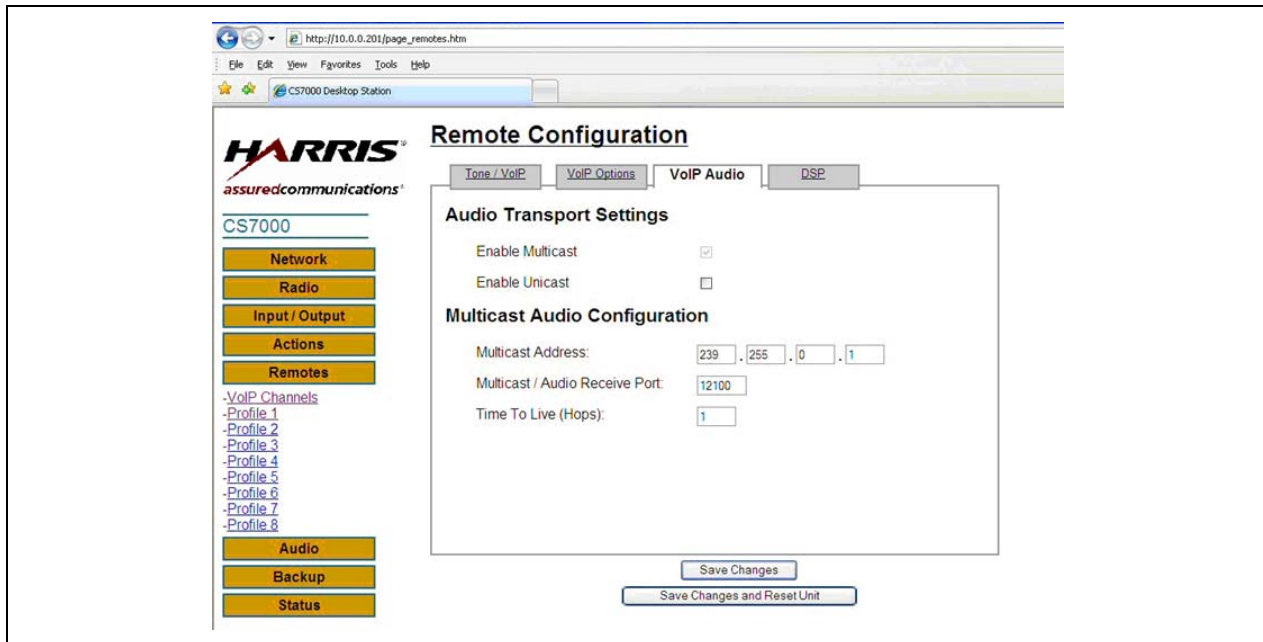 http://10.0.0.201/page_remotes.htm
File Edit View Favorites Tools Help
CS7000 Desktop Station
HARRIS®
assuredcommunications®
CS7000
Network
Radio
Input / Output
Actions
Remotes
-VoIP Channels
-Profile 1
-Profile 2
-Profile 3
-Profile 4
-Profile 5
-Profile 6
-Profile 7
-Profile 8
Audio
Backup
Status
Remote Configuration
Tone / VoIP VoIP Options VoIP Audio DSP
Audio Transport Settings
Enable Multicast
Enable Unicast
Multicast Audio Configuration
Multicast Address: 239 . 255 . 0 . 1
Multicast / Audio Receive Port: 12100
Time To Live (Hops): 1
Save Changes
Save Changes and Reset Unit